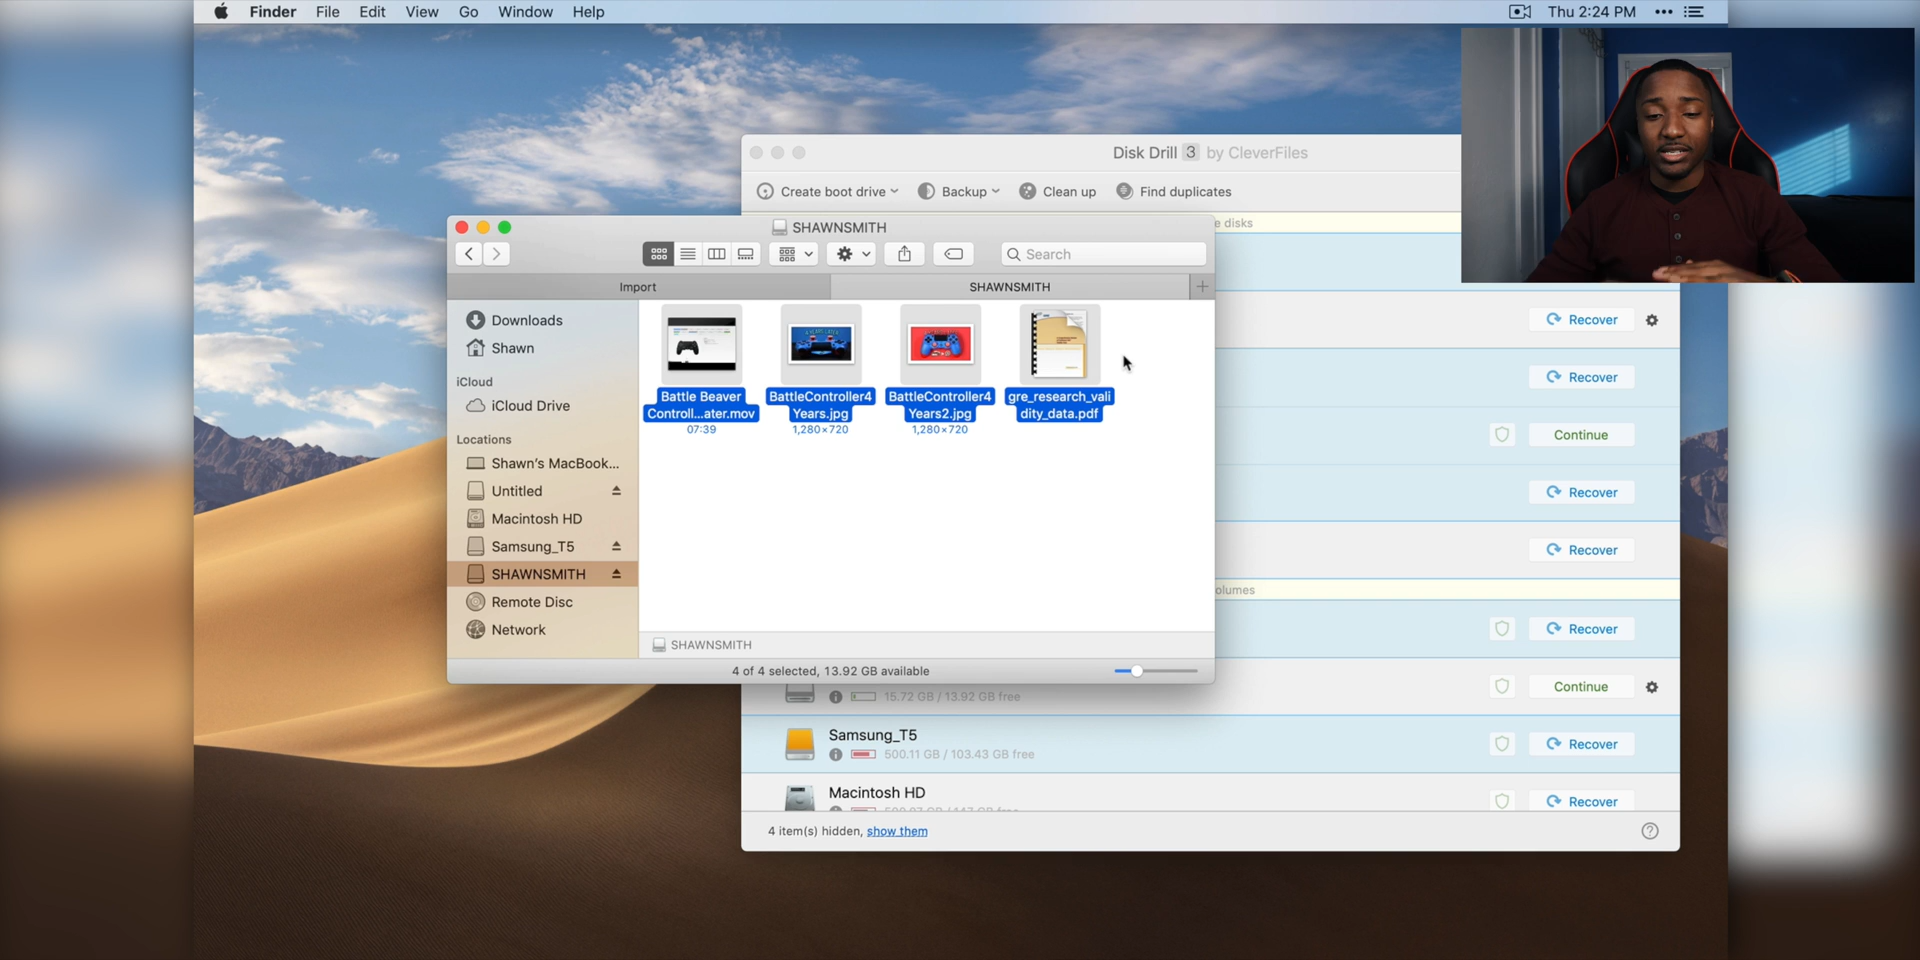 Finder File Edit View Go Window Help
Thu 2:24 PM
Disk Drill 3 by CleverFiles
Create boot drive
Backup
Clean up
Find duplicates
e disks
SHAWNSMITH
Search
Import
SHAWNSMITH
Downloads
Shawn
iCloud
iCloud Drive
Locations
Shawn's MacBook...
Untitled
Macintosh HD
Samsung_T5
SHAWNSMITH
Remote Disc
Network
Battle Beaver
Controll...ater.mov
07:39
BattleController4
Years.jpg
1,280×720
BattleController4
Years2.jpg
1,280×720
gre_research_vali
dity_data.pdf
SHAWNSMITH
4 of 4 selected, 13.92 GB available
Recover
Recover
Continue
Recover
Recover
olumes
Recover
15.72 GB / 13.92 GB free
Continue
Samsung_T5
500.11 GB / 103.43 GB free
Recover
Macintosh HD
Recover
4 item(s) hidden, show them